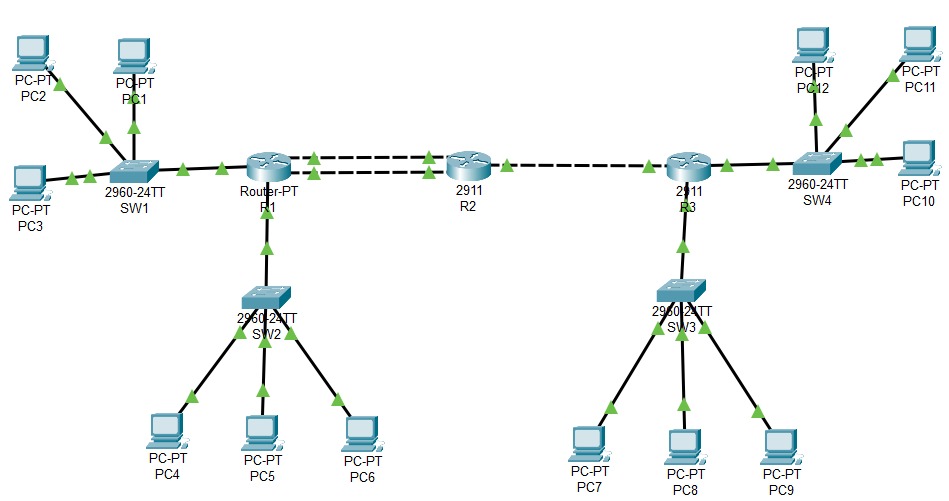 PC-PT
PC2
PC-PT
PC1
PC-PT
PC3
2960-24TT
SW1
Router-PT
R1
2911
R2
2911
R3
2960-24TT
SW4
PC-PT
PC12
PC-PT
PC11
PC-PT
PC10
2960-24TT
SW2
2960-24TT
SW3
PC-PT
PC4
PC-PT
PC5
PC-PT
PC6
PC-PT
PC7
PC-PT
PC8
PC-PT
PC9